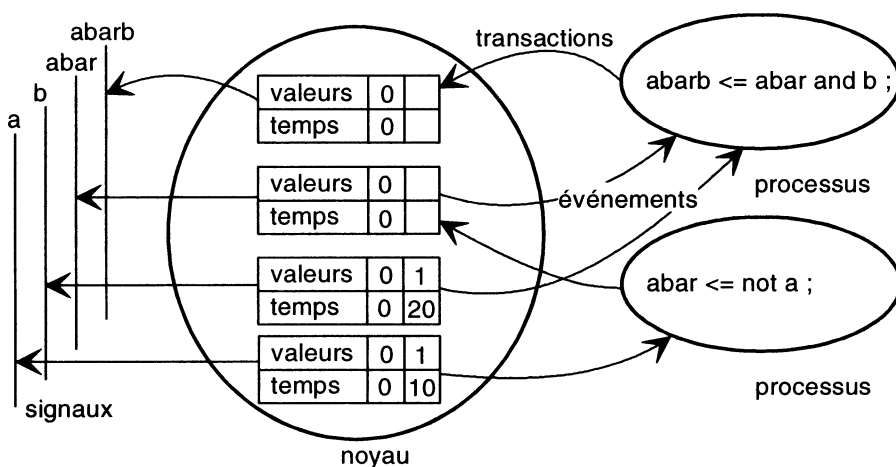 abarb
abar
b
a
transactions
valeurs 0
temps 0
abarb <= abar and b ;
processus
valeurs 0
temps 0
événements
valeurs 0 1
temps 0 20
abar <= not a ;
valeurs 0 1
temps 0 10
processus
signaux
noyau